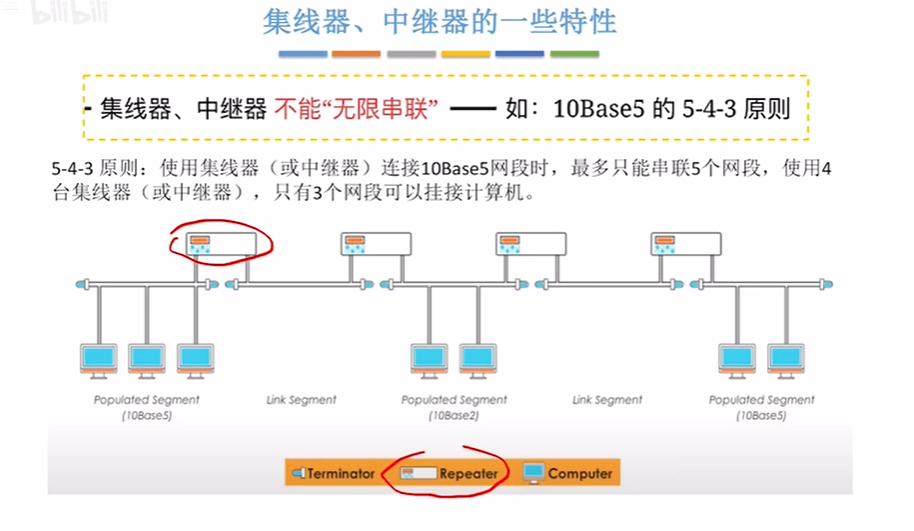 bilibili
集线器、中继器的一些特性
- 集线器、中继器 不能“无限串联” —— 如：10Base5 的 5-4-3 原则
5-4-3 原则：使用集线器（或中继器）连接10Base5网段时，最多只能串联5个网段，使用4
台集线器（或中继器），只有3个网段可以挂接计算机。
Populated Segment Link Segment Populated Segment Link Segment Populated Segment
(10Base5) (10Base2) (10Base5)
Terminator Repeater Computer